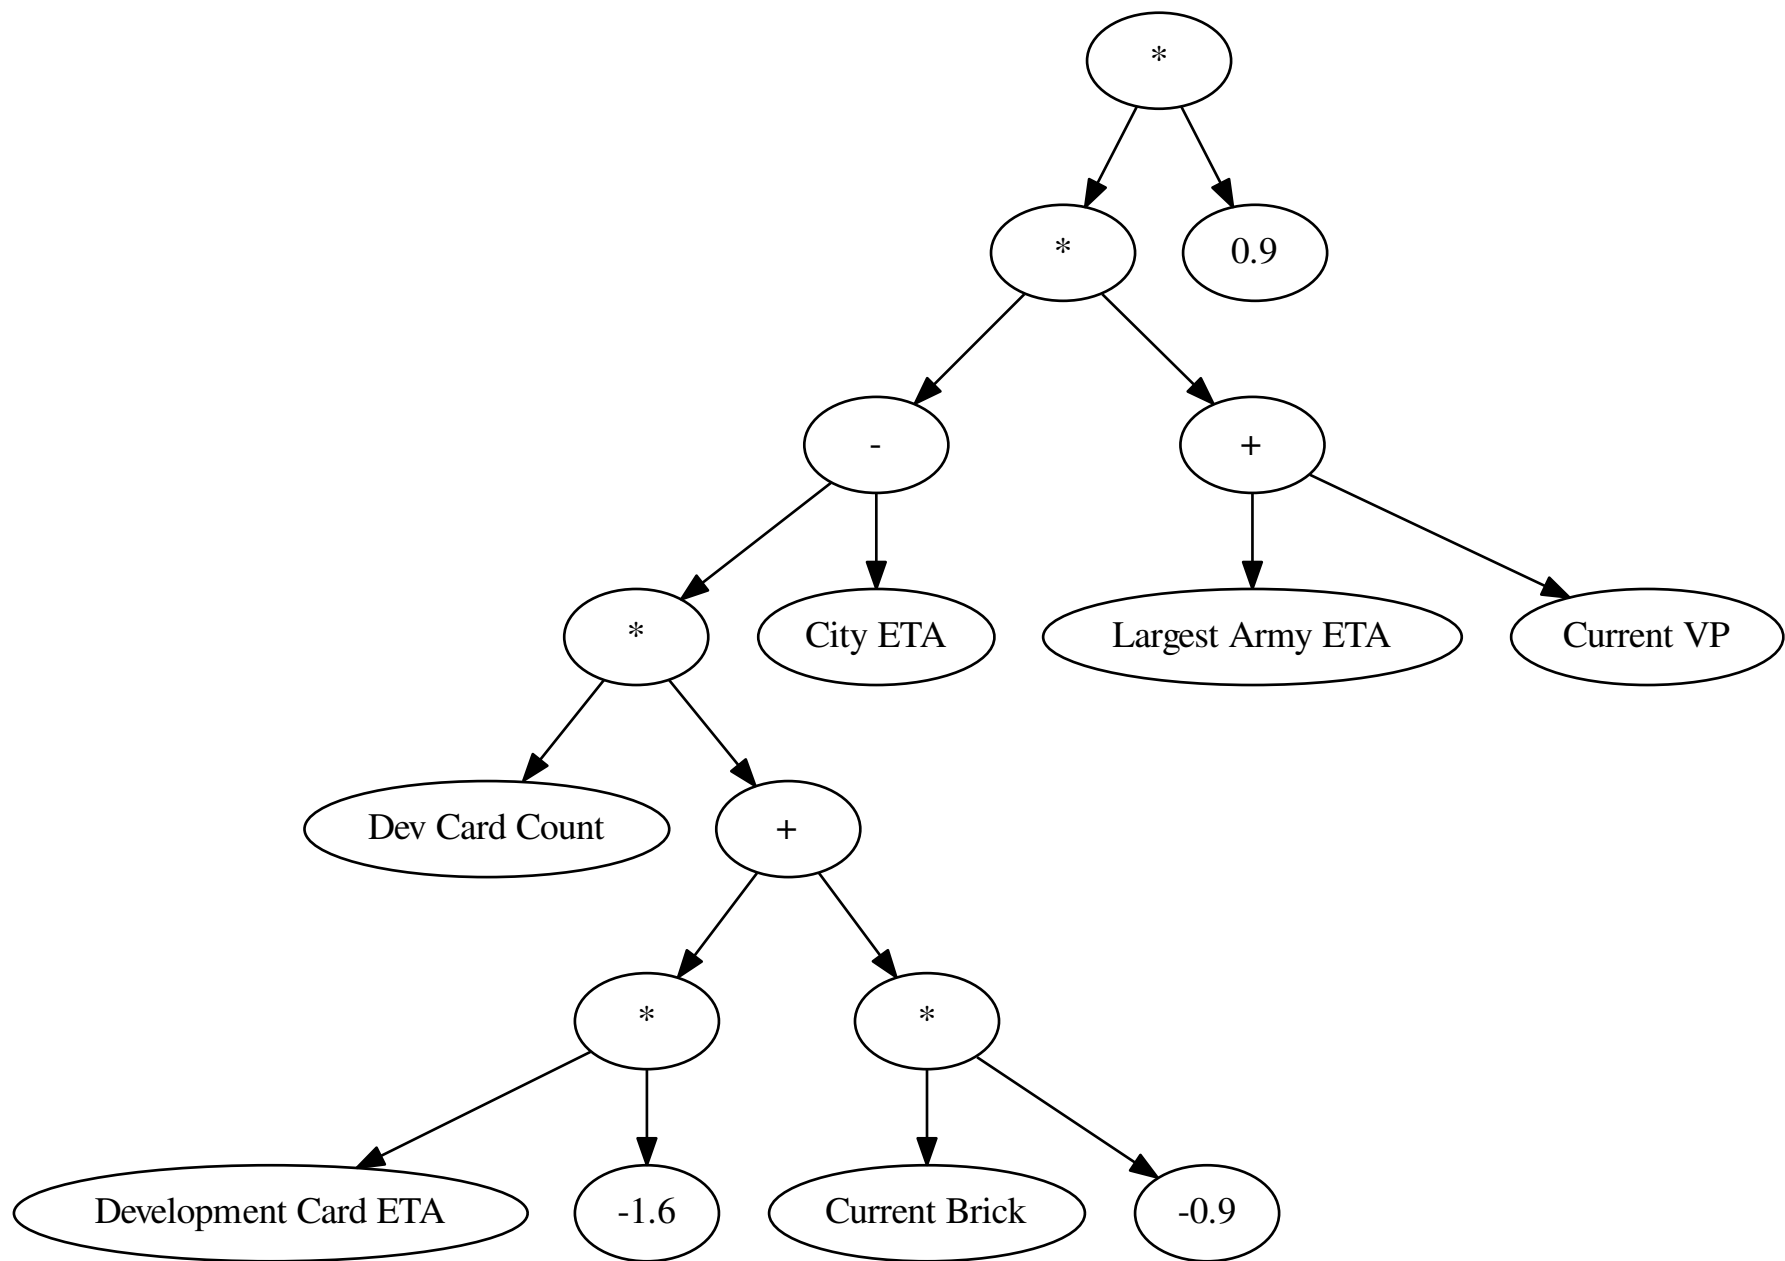 *
*
0.9
-
+
*
City ETA
Largest Army ETA
Current VP
Dev Card Count
+
*
*
Development Card ETA
-1.6
Current Brick
-0.9